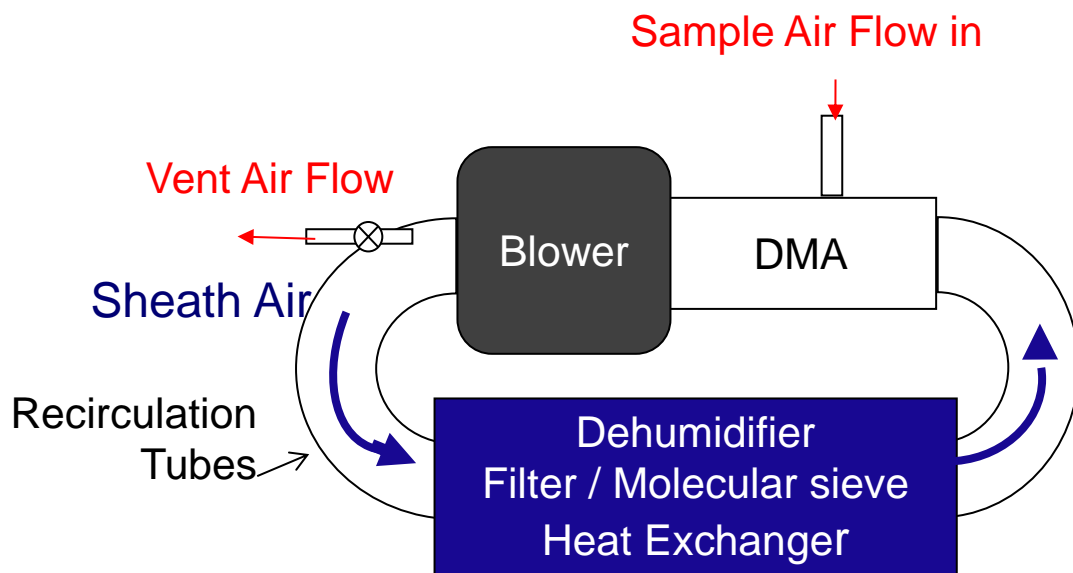 Sample Air Flow in
Vent Air Flow
Blower
DMA
Sheath Air
Recirculation
Tubes
Dehumidifier
Filter / Molecular sieve
Heat Exchanger